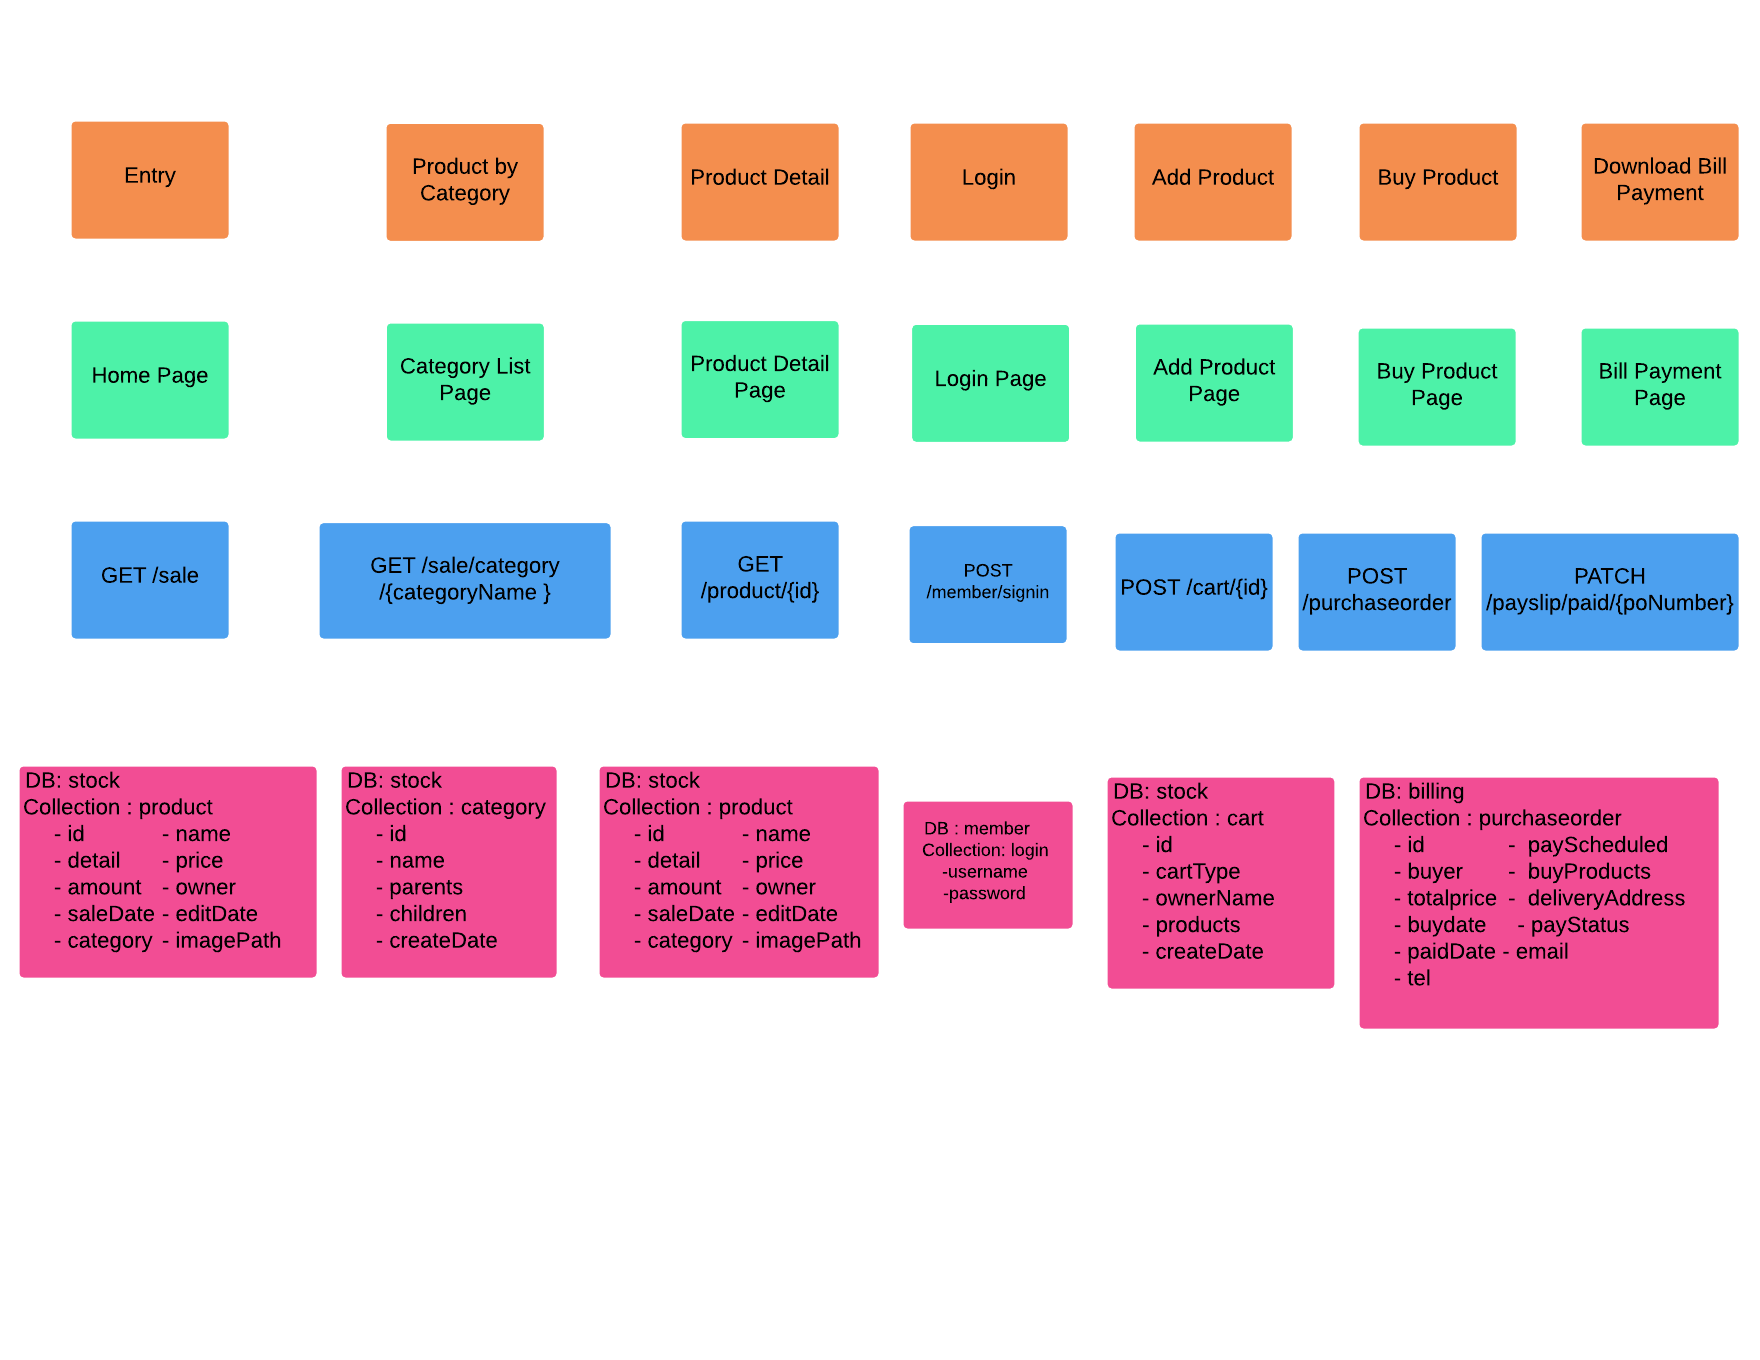 Entry
Product by
Category
Product Detail
Login
Add Product
Buy Product
Download Bill
Payment
Home Page
Category List
Page
Product Detail
Page
Login Page
Add Product
Page
Buy Product
Page
Bill Payment
Page
GET /sale
GET /sale/category
/{categoryName }
GET
/product/{id}
POST
/member/signin
POST /cart/{id}
POST
/purchaseorder
PATCH
/payslip/paid/{poNumber}
DB: stock
Collection : product
- id - name
- detail - price
- amount - owner
- saleDate - editDate
- category - imagePath
DB: stock
Collection : category
- id
- name
- parents
- children
- createDate
DB: stock
Collection : product
- id - name
- detail - price
- amount - owner
- saleDate - editDate
- category - imagePath
DB : member
Collection: login
-username
-password
DB: stock
Collection : cart
- id
- cartType
- ownerName
- products
- createDate
DB: billing
Collection : purchaseorder
- id - payScheduled
- buyer - buyProducts
- totalprice - deliveryAddress
- buydate - payStatus
- paidDate - email
- tel